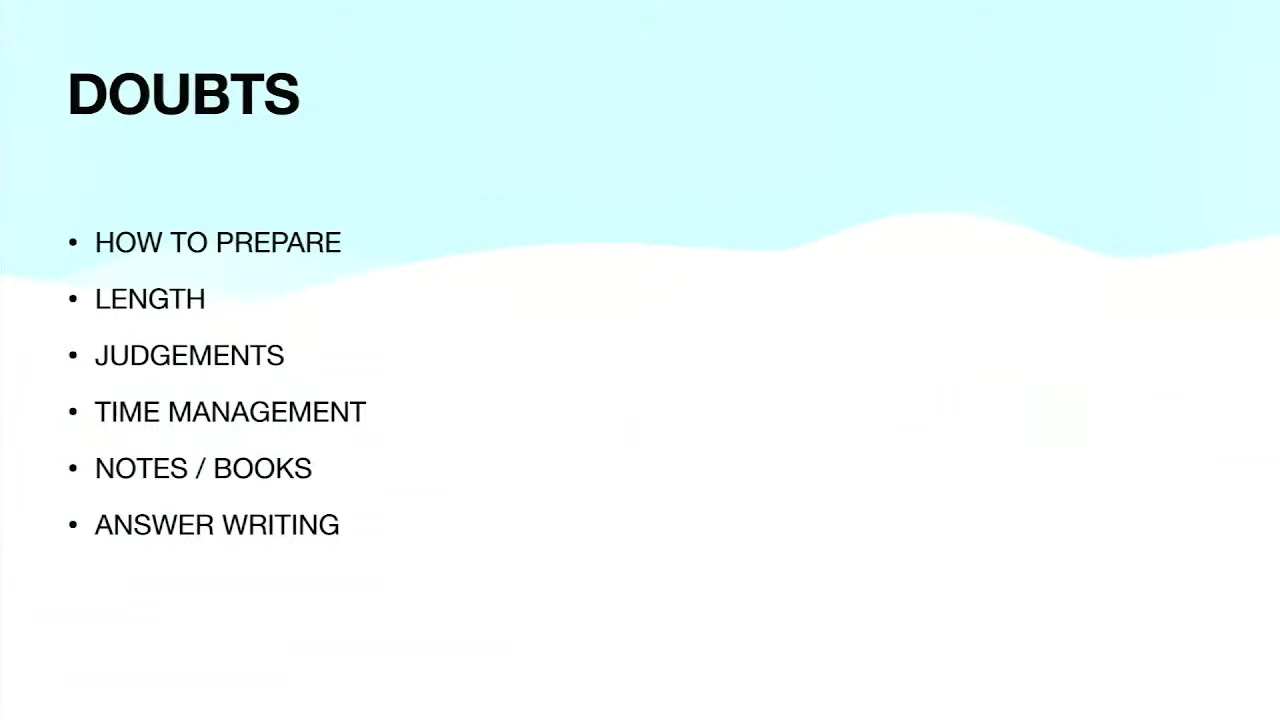 DOUBTS
• HOW TO PREPARE
• LENGTH
• JUDGEMENTS
• TIME MANAGEMENT
• NOTES / BOOKS
• ANSWER WRITING